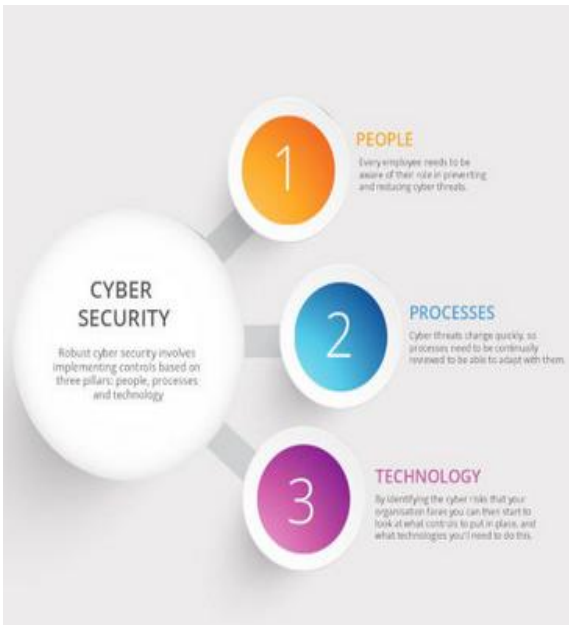 CYBER
SECURITY
Robust cyber security involves
implementing controls based on
three pillars: people, processes
and technology
1
PEOPLE
Every employee needs to be
aware of their role in preventing
and reducing cyber threats.
2
PROCESSES
Cyber threats change quickly, so
processes need to be continually
reviewed to be able to adapt with them
3
TECHNOLOGY
By identifying the cyber risks that your
organisation faces you can then start to
look at what controls to put in place, and
what technologies you'll need to do this.